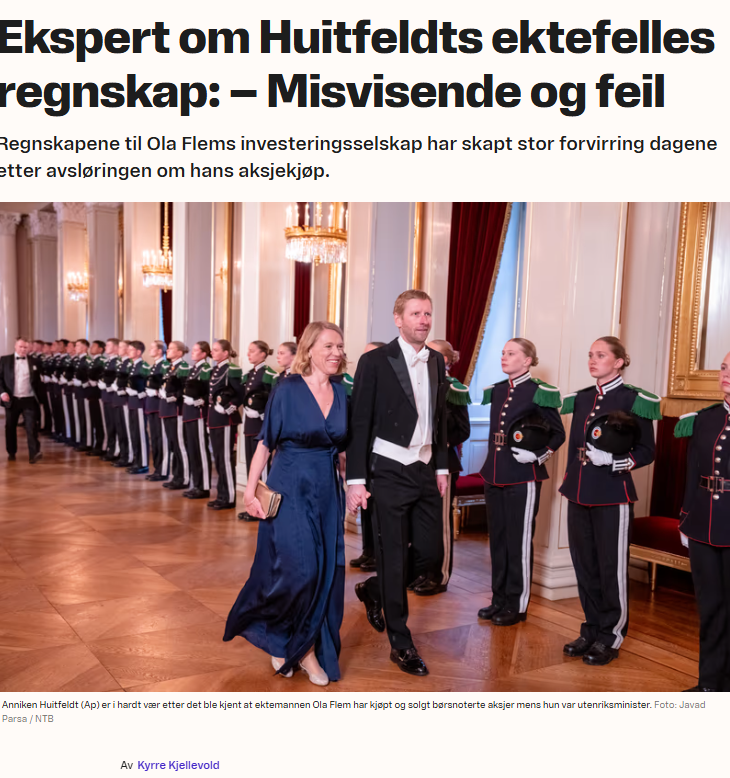 Ekspert om Huitfeldts ektefelles
regnskap: – Misvisende og feil
Regnskapene til Ola Flems investeringsselskap har skapt stor forvirring dagene
etter avsløringen om hans aksjekjøp.
Anniken Huitfeldt (Ap) er i hardt vær etter det ble kjent at ektemannen Ola Flem har kjøpt og solgt børsnoterte aksjer mens hun var utenriksminister. Foto: Javad
Parsa / NTB
Av Kyrre Kjellevold